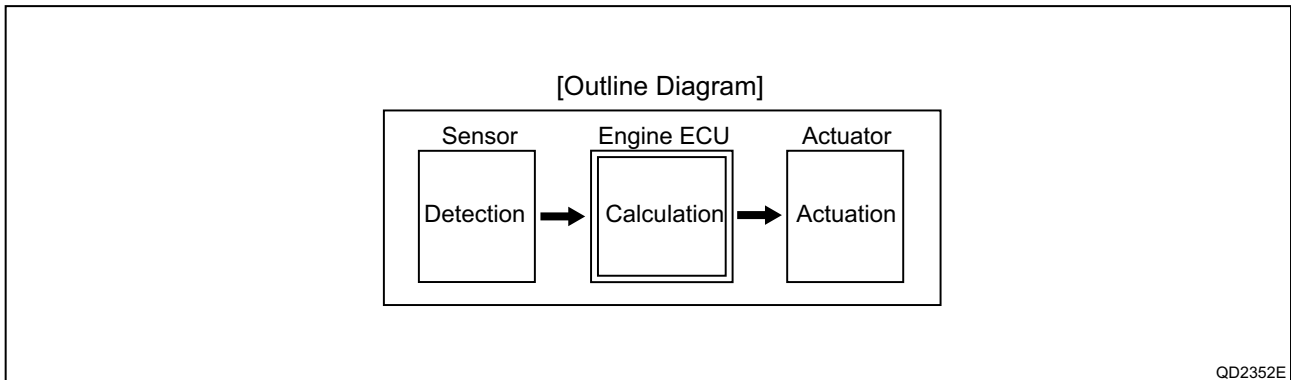 [Outline Diagram]
Sensor Engine ECU Actuator
Detection Calculation Actuation
QD2352E